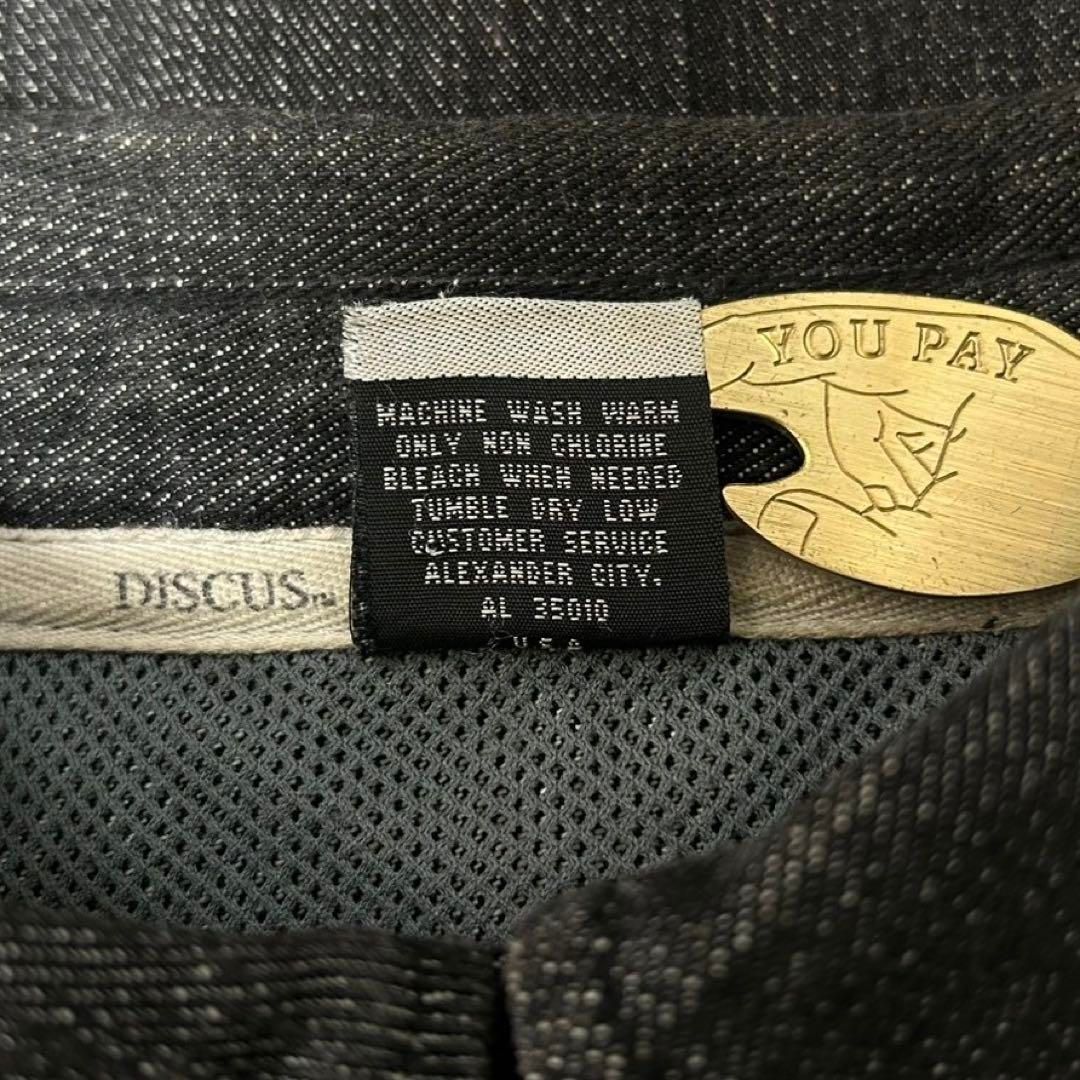 YOU PAY
MACHINE WASH WARM
ONLY NON CHLORINE
BLEACH WHEN NEEDED
TUMBLE DRY LOW
CUSTOMER SERVICE
ALEXANDER CITY.
AL 35010
U.S.A
DISCUS™